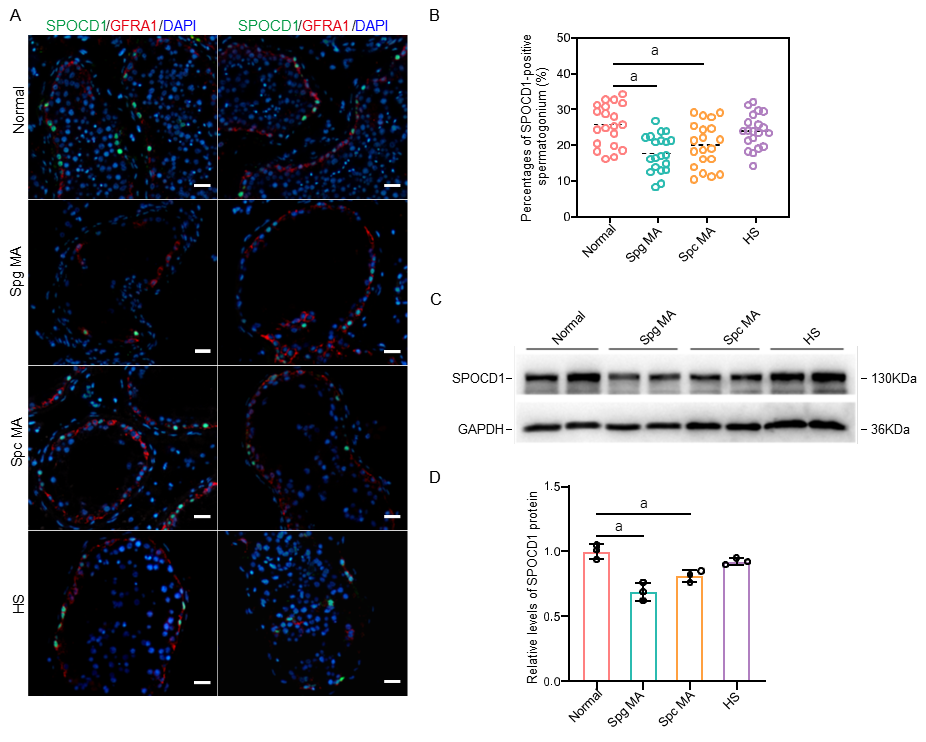 A
SPOCD1/GFRA1/DAPI
SPOCD1/GFRA1/DAPI
Normal
Spg MA
Spc MA
HS
B
Percentages of SPOCD1-positive
spermatogonium (%)
50
40
30
20
10
0
a
a
Normal
Spg MA
Spc MA
HS
C
Normal
Spg MA
Spc MA
HS
SPOCD1
130KDa
GAPDH
36KDa
D
Relative levels of SPOCD1 protein
1.5
1.0
0.5
0.0
a
a
Normal
Spg MA
Spc MA
HS